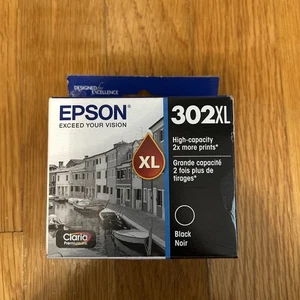 DESIGNED FOR
EXCELLENCE
EPSON®
EXCEED YOUR VISION
302XL
High-capacity
2x more prints*
Grande capacité
2 fois plus de
tirages*
XL
Black
Noir
Claria
Premium